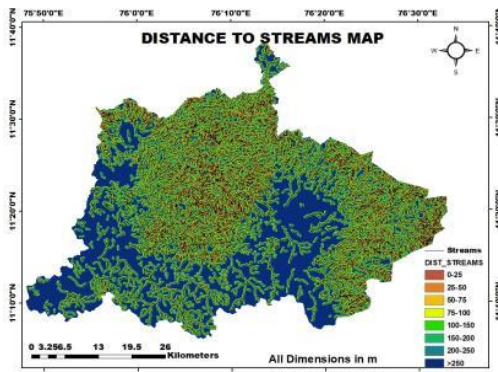 75°50'0"E 76°0'0"E 76°10'0"E 76°20'0"E 76°30'0"E
DISTANCE TO STREAMS MAP
N
W E
S
11°40'0"N
11°30'0"N
11°20'0"N
11°10'0"N
Streams
DIST_STREAMS
0-25
25-50
50-75
75-100
100-150
150-200
200-250
>250
0 3.256.5 13 19.5 26
Kilometers
All Dimensions in m